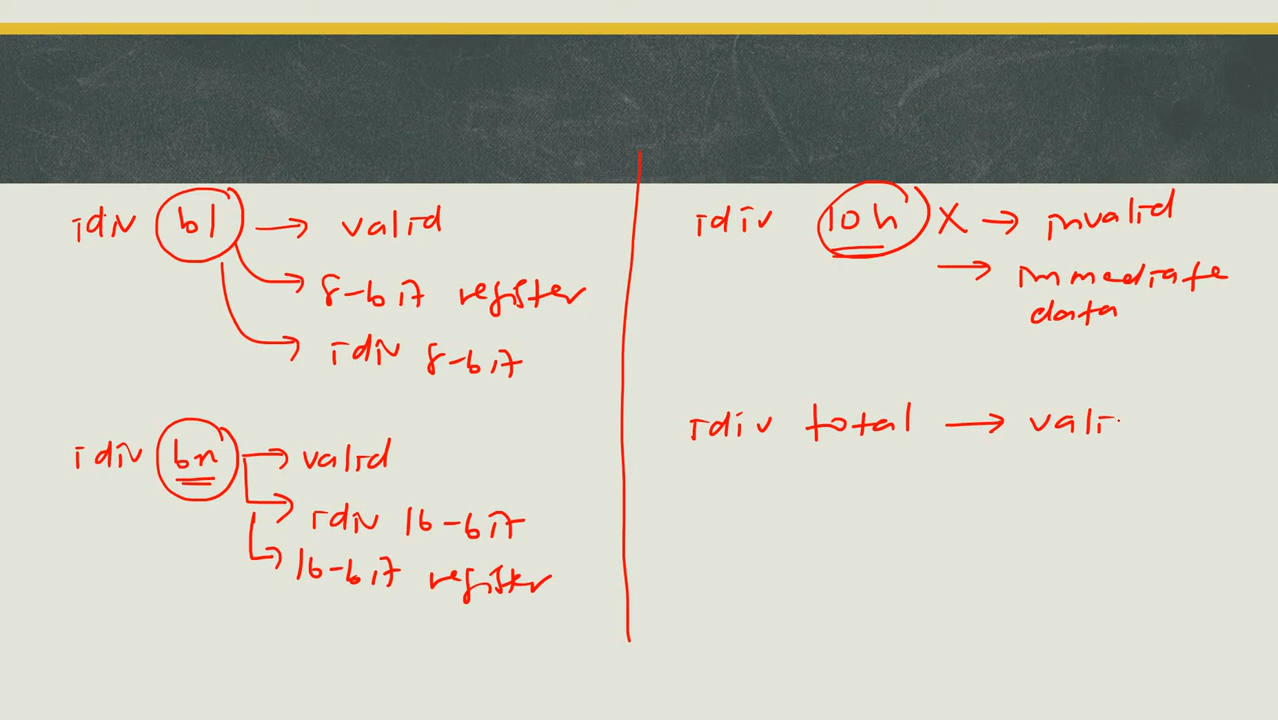 idiv bl → valid
→ 8-bit register
→ idiv 8-bit
idiv bx → valid
→ idiv 16-bit
→ 16-bit register
idiv 10h X → invalid
→ immediate
data
idiv total → vali